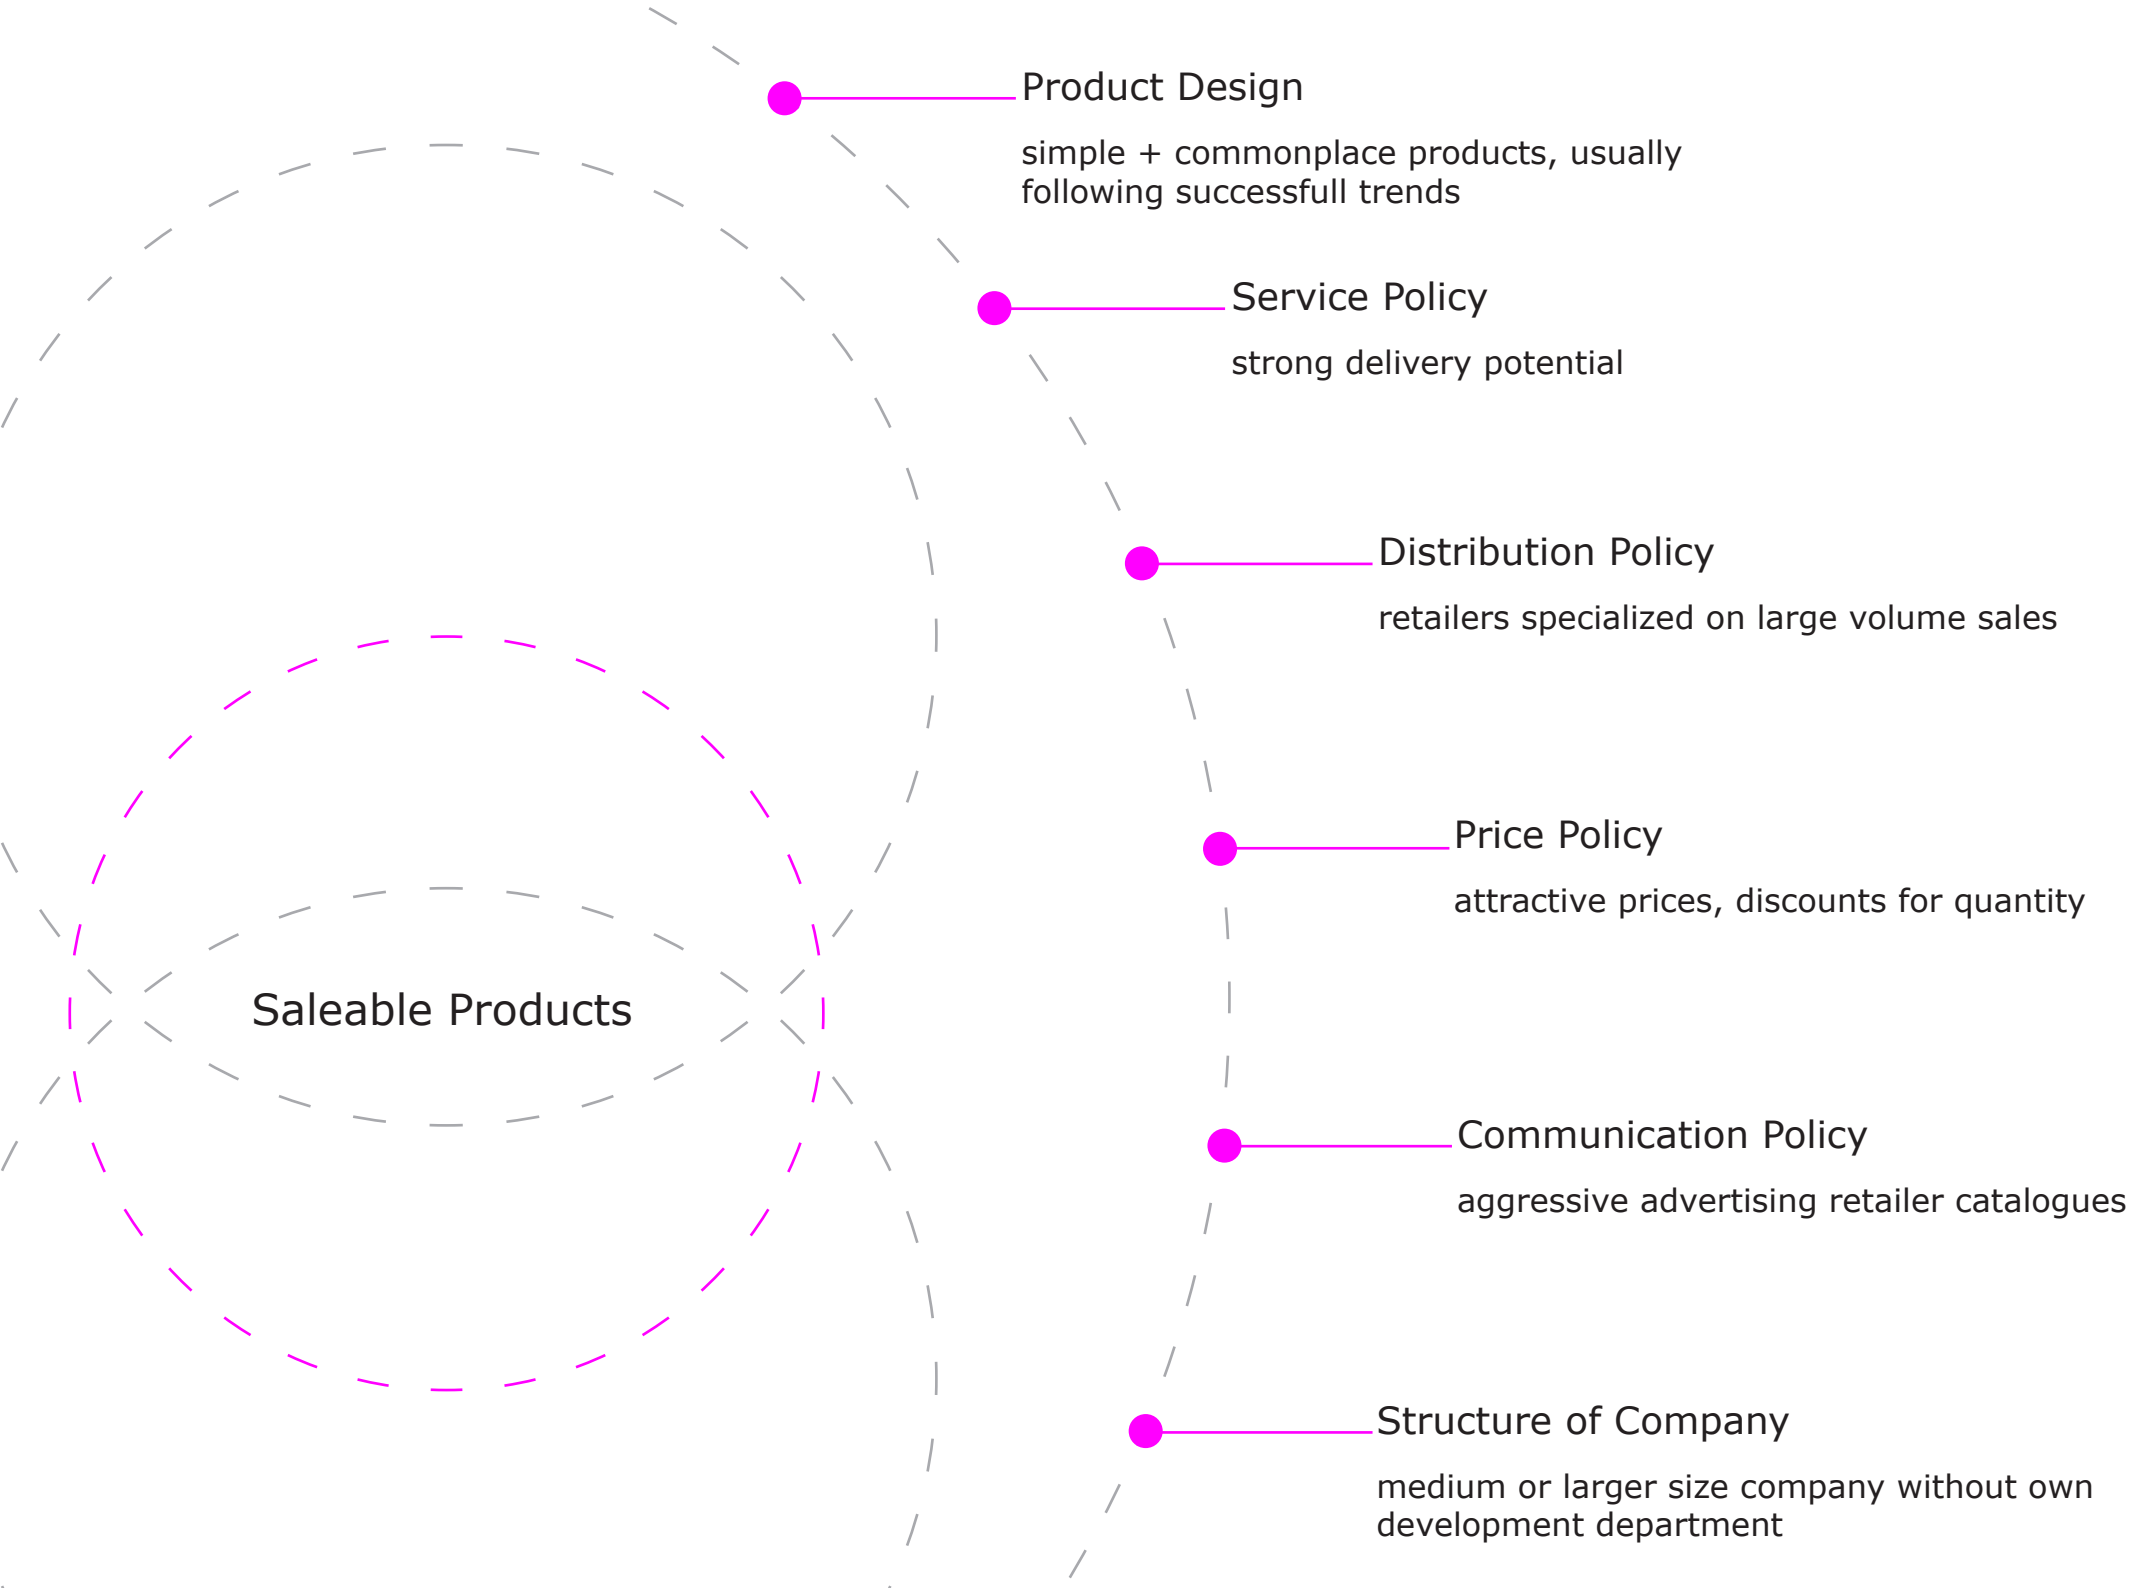 Product Design
simple + commonplace products, usually
following successfull trends
Service Policy
strong delivery potential
Distribution Policy
retailers specialized on large volume sales
Price Policy
attractive prices, discounts for quantity
Saleable Products
Communication Policy
aggressive advertising retailer catalogues
Structure of Company
medium or larger size company without own
development department